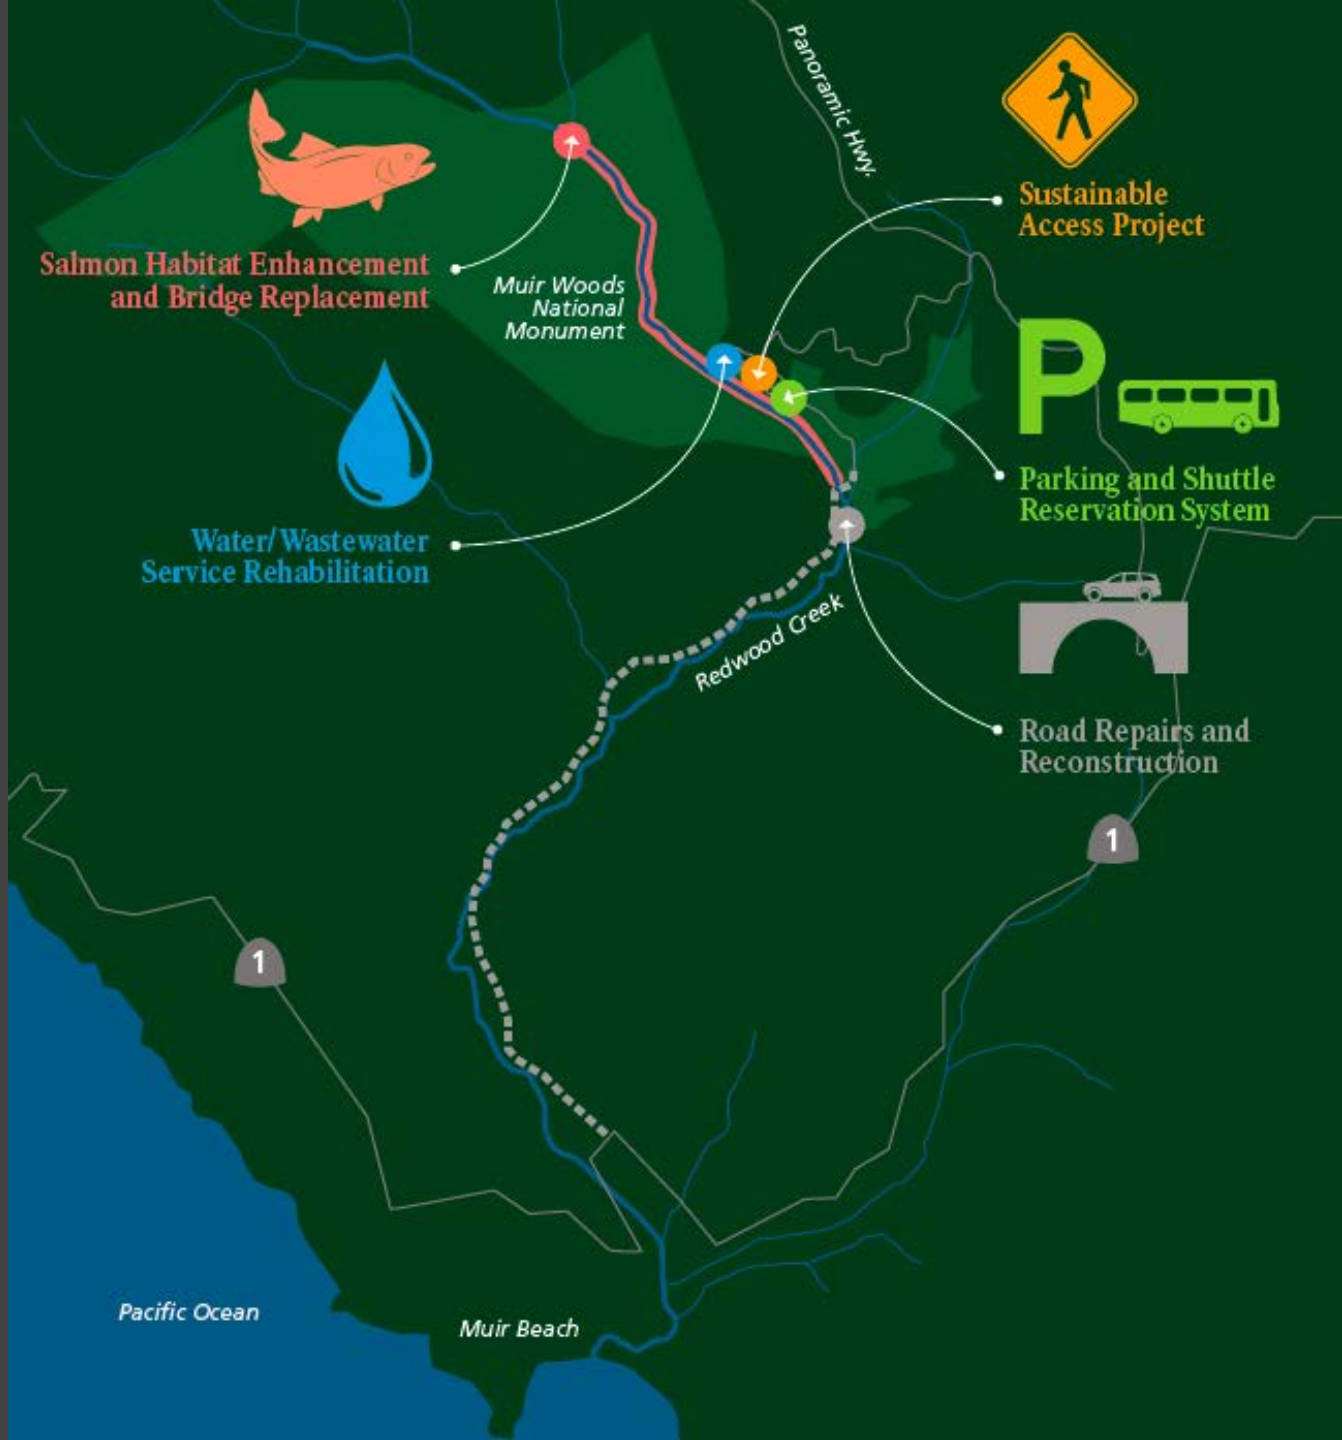 Panoramic Hwy.
Sustainable
Access Project
Salmon Habitat Enhancement
and Bridge Replacement
Muir Woods
National
Monument
P
Parking and Shuttle
Reservation System
Water/Wastewater
Service Rehabilitation
Redwood Creek
Road Repairs and
Reconstruction
1
1
Pacific Ocean
Muir Beach